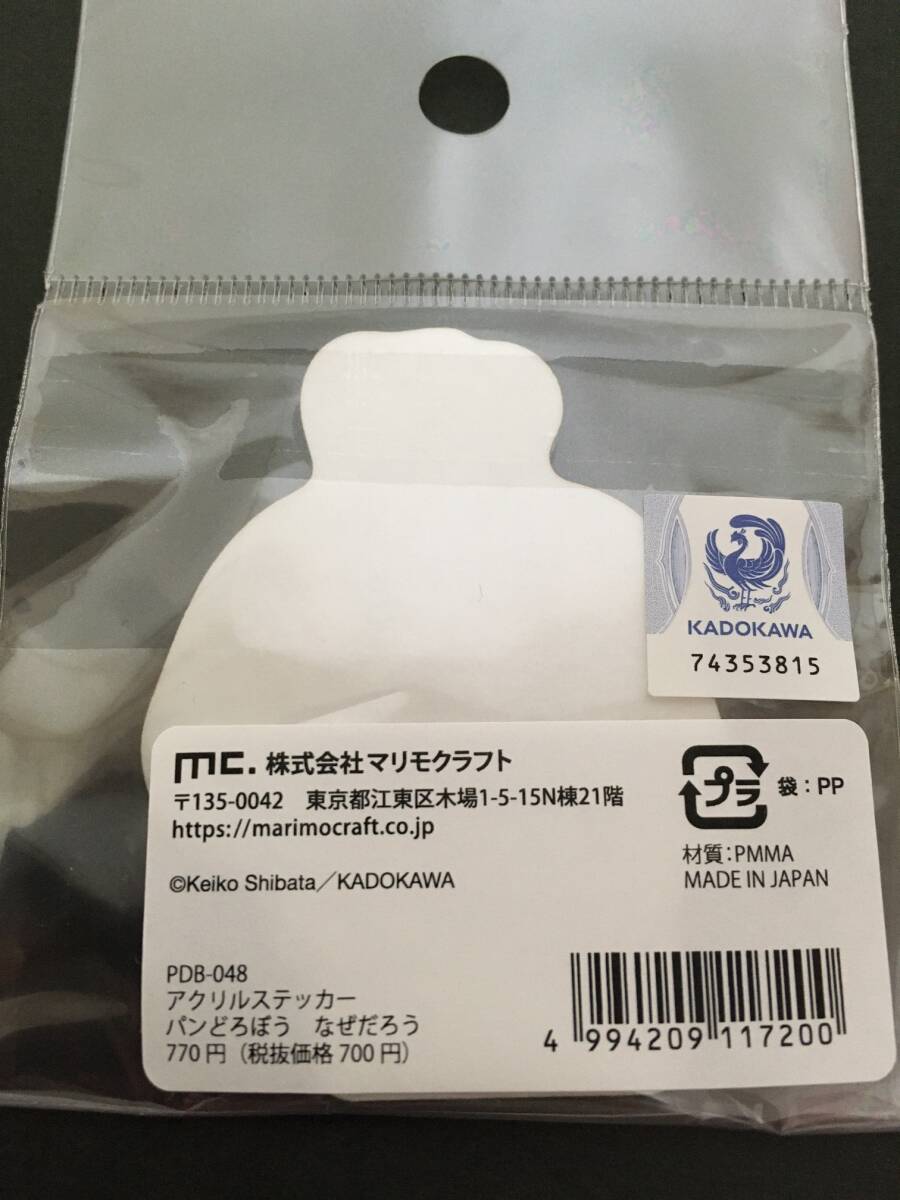 KADOKAWA
74353815
mc. 株式会社マリモクラフト
〒135-0042　東京都江東区木場1-5-15N棟21階
https://marimocraft.co.jp
プラ 袋：PP
材質：PMMA
MADE IN JAPAN
©Keiko Shibata／KADOKAWA
PDB-048
アクリルステッカー
パンどろぼう　なぜだろう
770円（税抜価格700円）
4 994209 117200